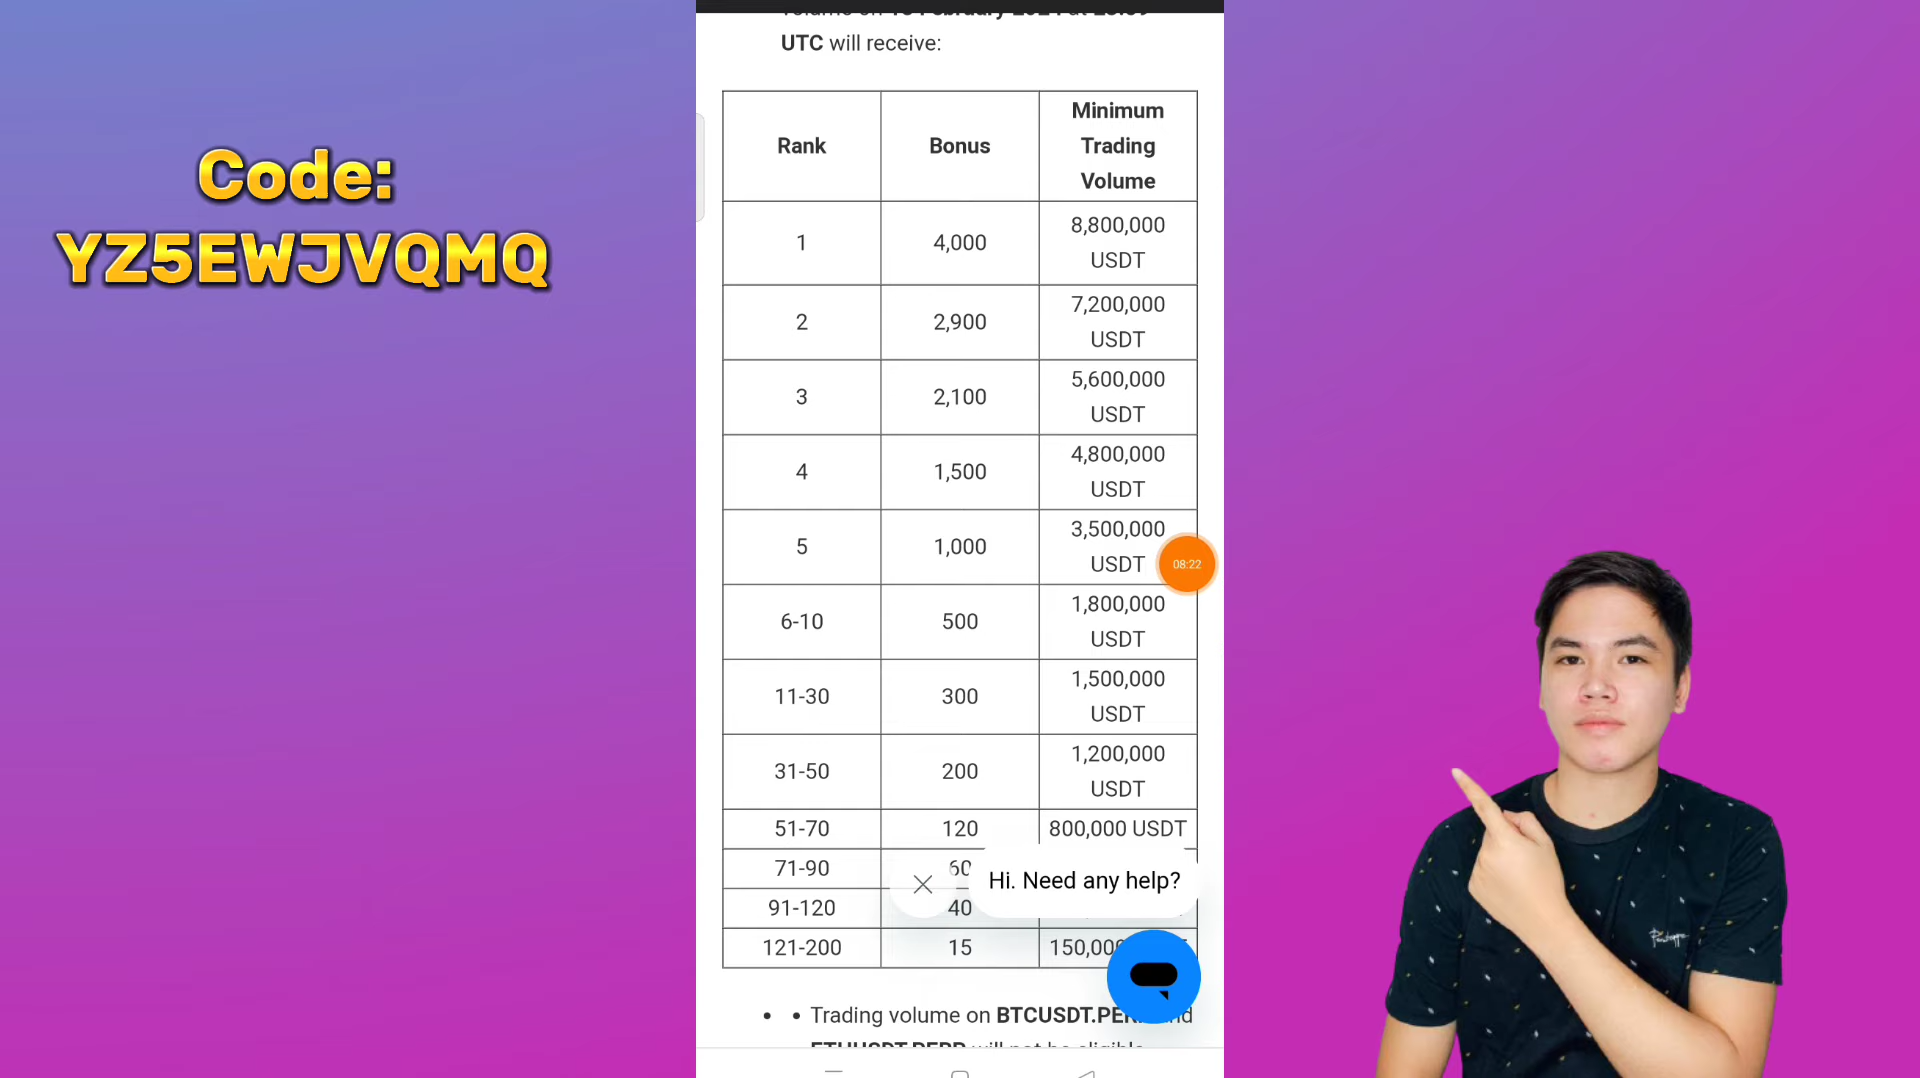 Code:
YZ5EWJVQMQ
UTC will receive:
Rank Bonus Minimum Trading Volume
1 4,000 8,800,000 USDT
2 2,900 7,200,000 USDT
3 2,100 5,600,000 USDT
4 1,500 4,800,000 USDT
5 1,000 3,500,000 USDT
08:22
6-10 500 1,800,000 USDT
11-30 300 1,500,000 USDT
31-50 200 1,200,000 USDT
51-70 120 800,000 USDT
71-90 60
Hi. Need any help?
91-120 40
121-200 15
• • Trading volume on